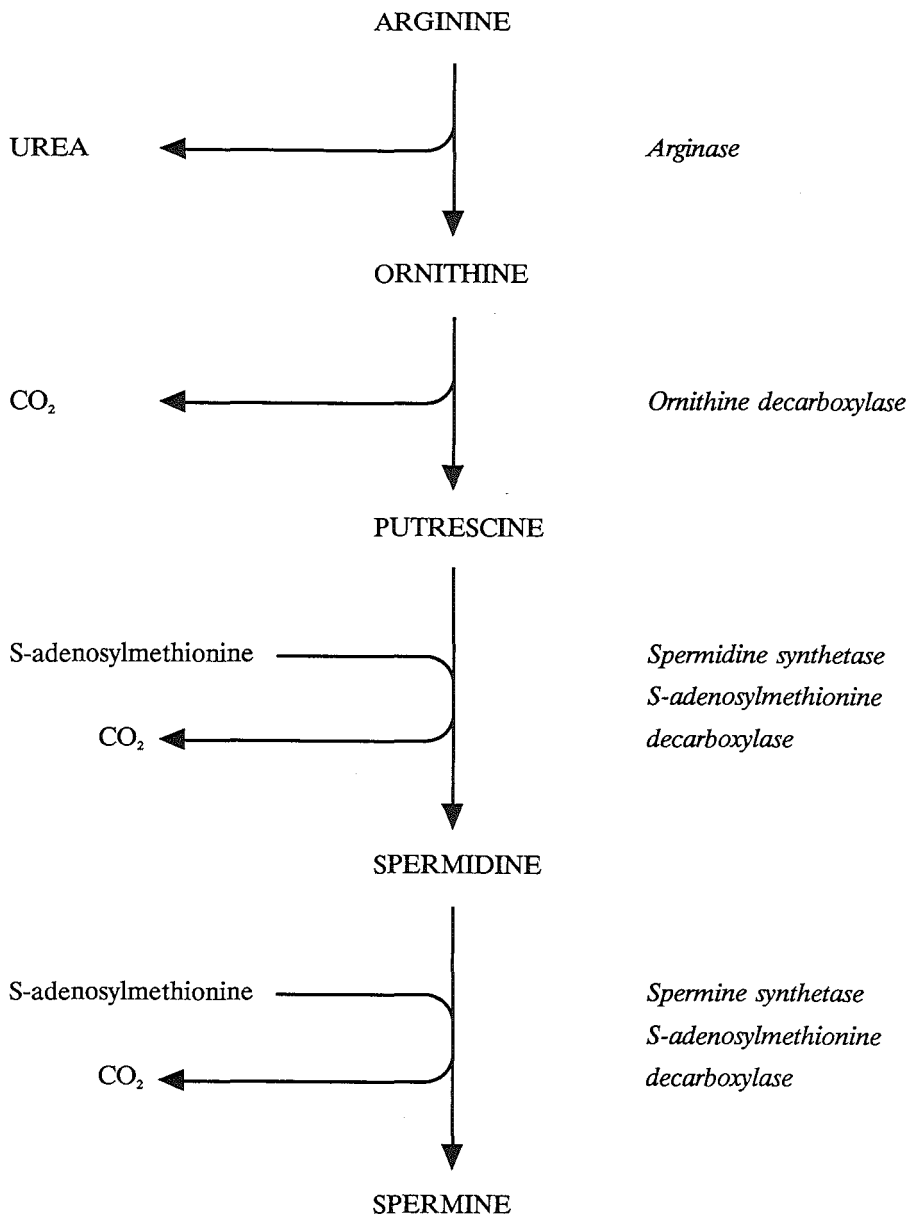 ARGININE
UREA
Arginase
ORNITHINE
CO₂
Ornithine decarboxylase
PUTRESCINE
S-adenosylmethionine
Spermidine synthetase
S-adenosylmethionine
CO₂
decarboxylase
SPERMIDINE
S-adenosylmethionine
Spermine synthetase
S-adenosylmethionine
CO₂
decarboxylase
SPERMINE